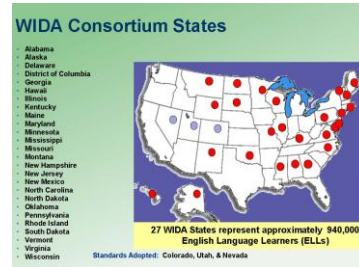 WIDA Consortium States
Alabama
Alaska
Delaware
District of Columbia
Georgia
Hawaii
Illinois
Kentucky
Maine
Maryland
Minnesota
Mississippi
Missouri
Montana
New Hampshire
New Jersey
New Mexico
North Carolina
North Dakota
Oklahoma
Pennsylvania
Rhode Island
South Dakota
Vermont
Virginia
Wisconsin
27 WIDA States represent approximately 940,000
English Language Learners (ELLs)
Standards Adopted: Colorado, Utah, & Nevada